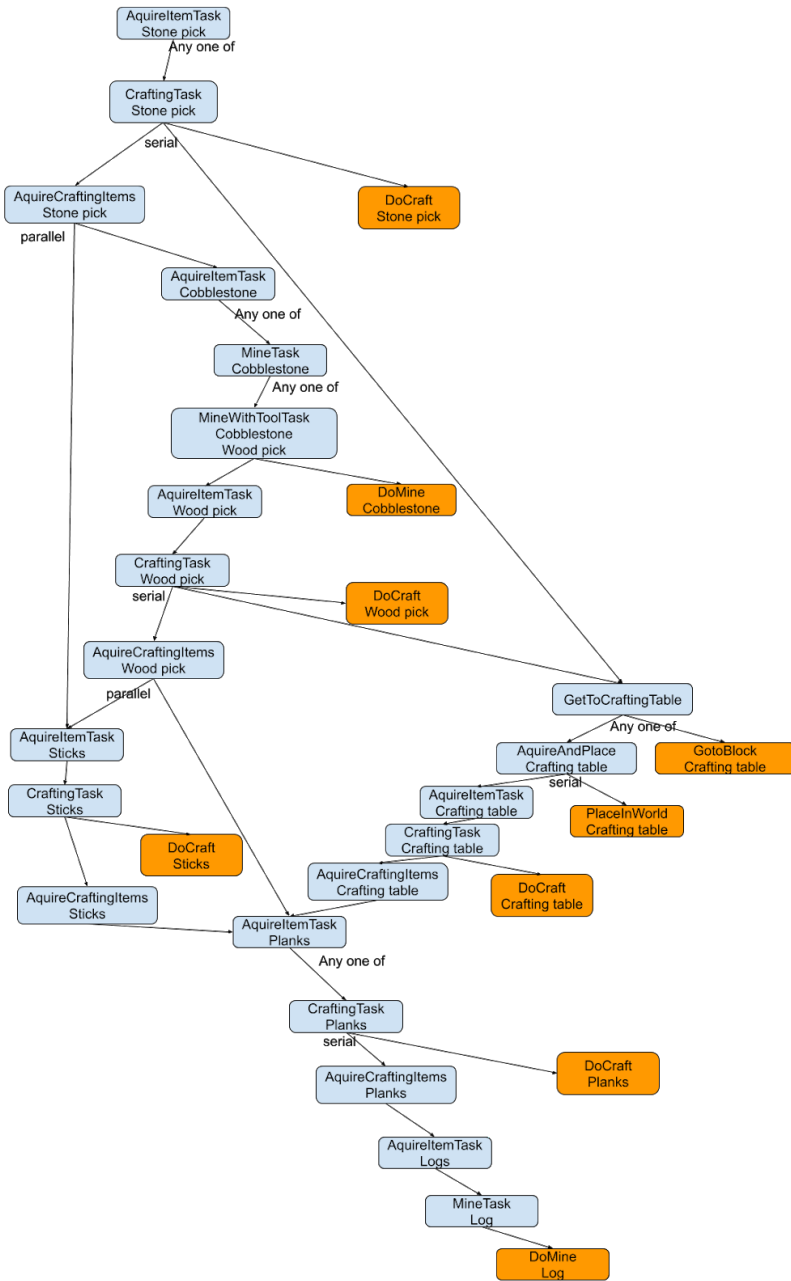 AquireItemTask
Stone pick
Any one of
CraftingTask
Stone pick
serial
AquireCraftingItems
Stone pick
DoCraft
Stone pick
parallel
AquireItemTask
Cobblestone
Any one of
MineTask
Cobblestone
Any one of
MineWithToolTask
Cobblestone
Wood pick
AquireItemTask
Wood pick
DoMine
Cobblestone
CraftingTask
Wood pick
serial
DoCraft
Wood pick
AquireCraftingItems
Wood pick
parallel
GetToCraftingTable
Any one of
AquireItemTask
Sticks
AquireAndPlace
Crafting table
serial
GotoBlock
Crafting table
CraftingTask
Sticks
AquireItemTask
Crafting table
PlaceInWorld
Crafting table
DoCraft
Sticks
CraftingTask
Crafting table
AquireCraftingItems
Crafting table
DoCraft
Crafting table
AquireCraftingItems
Sticks
AquireItemTask
Planks
Any one of
CraftingTask
Planks
serial
DoCraft
Planks
AquireCraftingItems
Planks
AquireItemTask
Logs
MineTask
Log
DoMine
Log